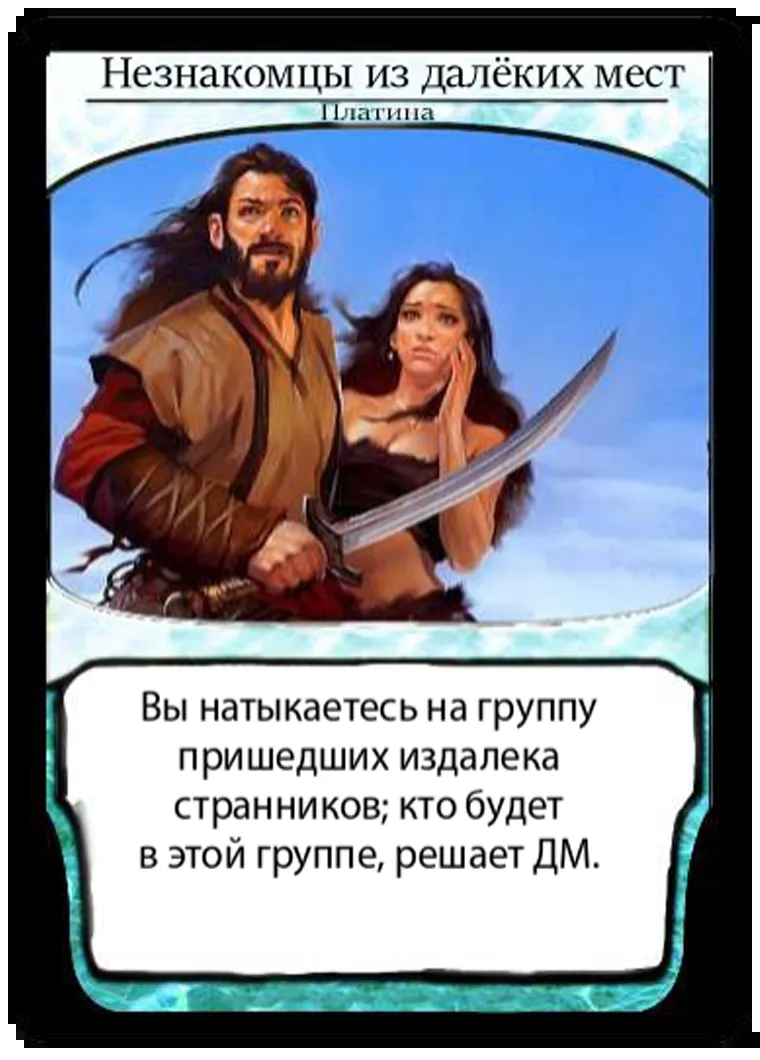 Незнакомцы из далёких мест
Платина
Вы натыкаетесь на группу
пришедших издалека
странников; кто будет
в этой группе, решает ДМ.